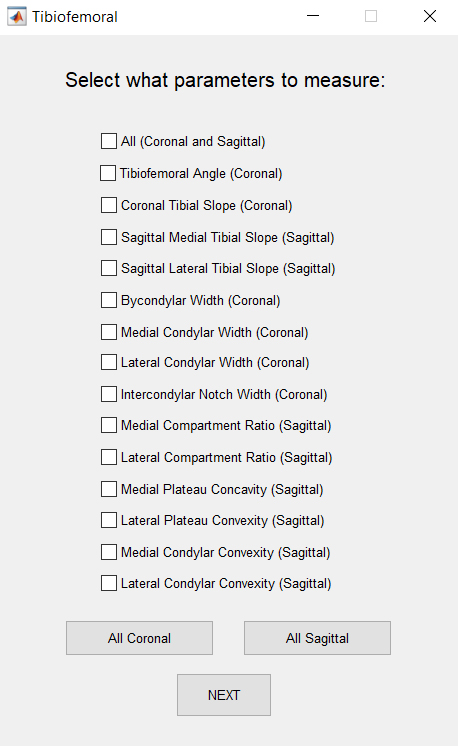 Tibiofemoral
Select what parameters to measure:
All (Coronal and Sagittal)
Tibiofemoral Angle (Coronal)
Coronal Tibial Slope (Coronal)
Sagittal Medial Tibial Slope (Sagittal)
Sagittal Lateral Tibial Slope (Sagittal)
Bycondylar Width (Coronal)
Medial Condylar Width (Coronal)
Lateral Condylar Width (Coronal)
Intercondylar Notch Width (Coronal)
Medial Compartment Ratio (Sagittal)
Lateral Compartment Ratio (Sagittal)
Medial Plateau Concavity (Sagittal)
Lateral Plateau Convexity (Sagittal)
Medial Condylar Convexity (Sagittal)
Lateral Condylar Convexity (Sagittal)
All Coronal
All Sagittal
NEXT